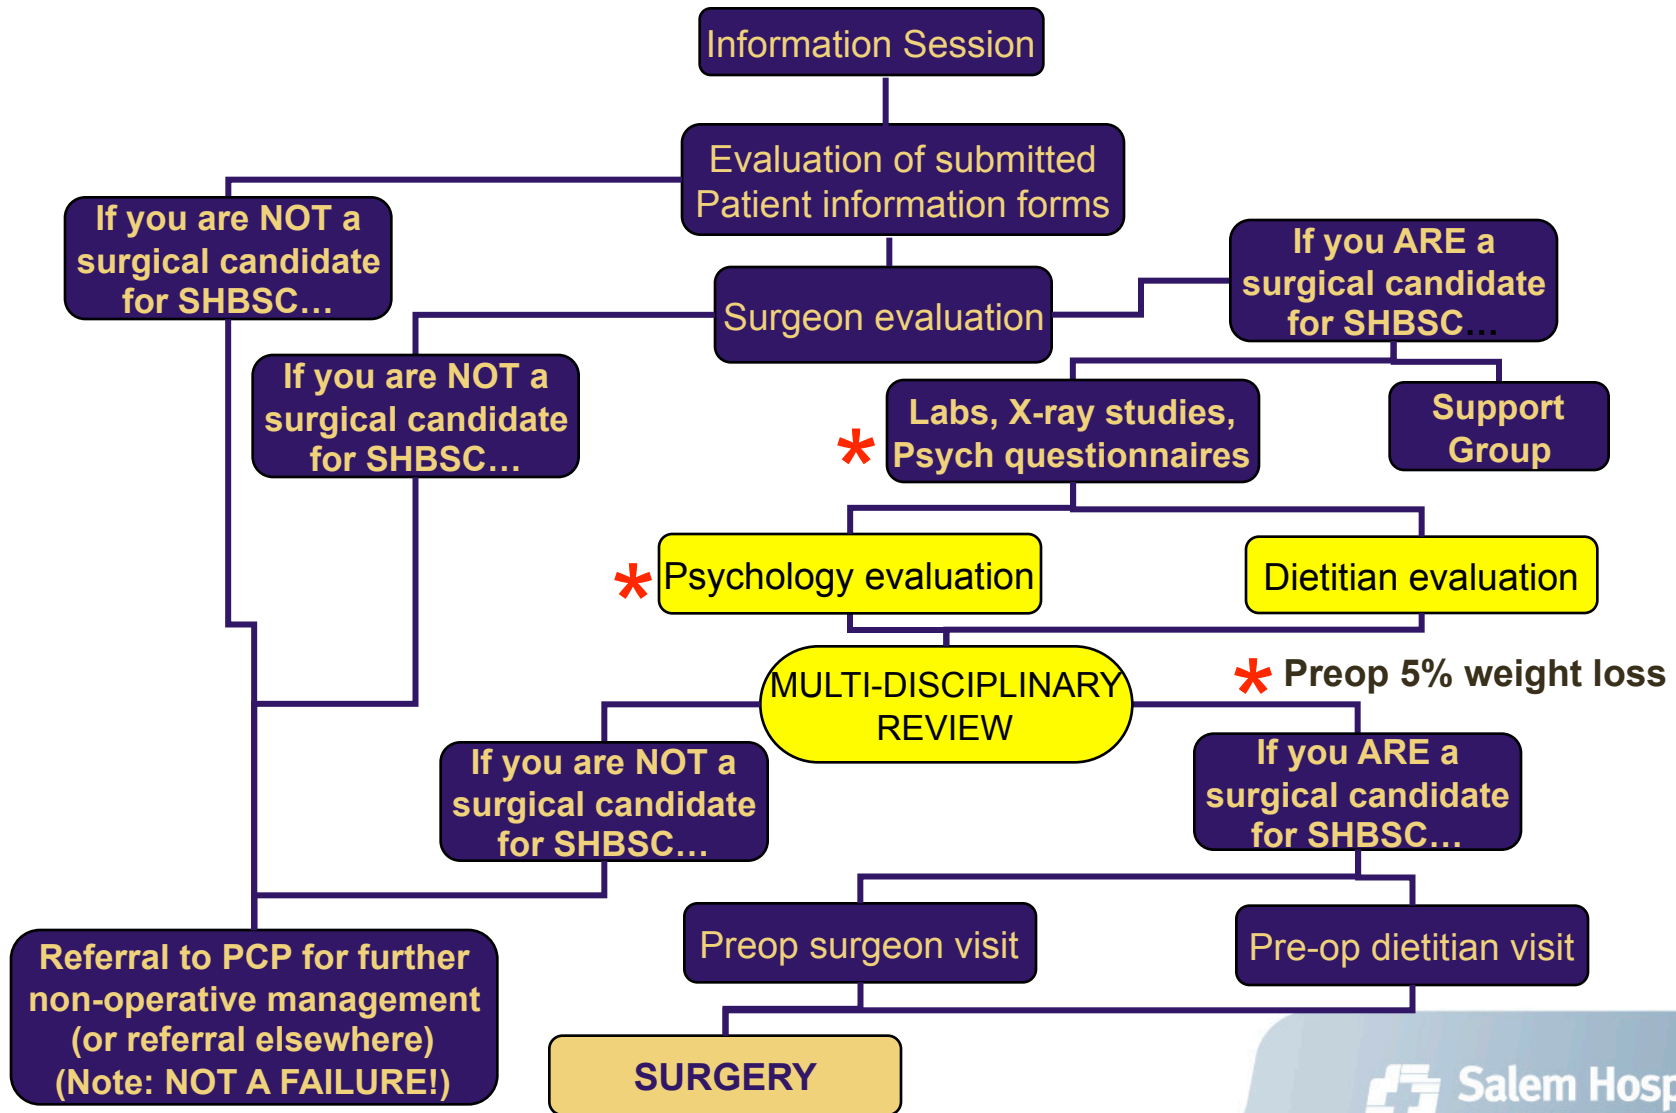 Information Session
Evaluation of submitted
Patient information forms
If you are NOT a
surgical candidate
for SHBSC…
If you ARE a
surgical candidate
for SHBSC…
Surgeon evaluation
If you are NOT a
surgical candidate
for SHBSC…
* Labs, X-ray studies,
Psych questionnaires
Support
Group
* Psychology evaluation
Dietitian evaluation
MULTI-DISCIPLINARY
REVIEW
* Preop 5% weight loss
If you are NOT a
surgical candidate
for SHBSC…
If you ARE a
surgical candidate
for SHBSC…
Preop surgeon visit
Pre-op dietitian visit
Referral to PCP for further
non-operative management
(or referral elsewhere)
(Note: NOT A FAILURE!)
SURGERY
Salem Hosp